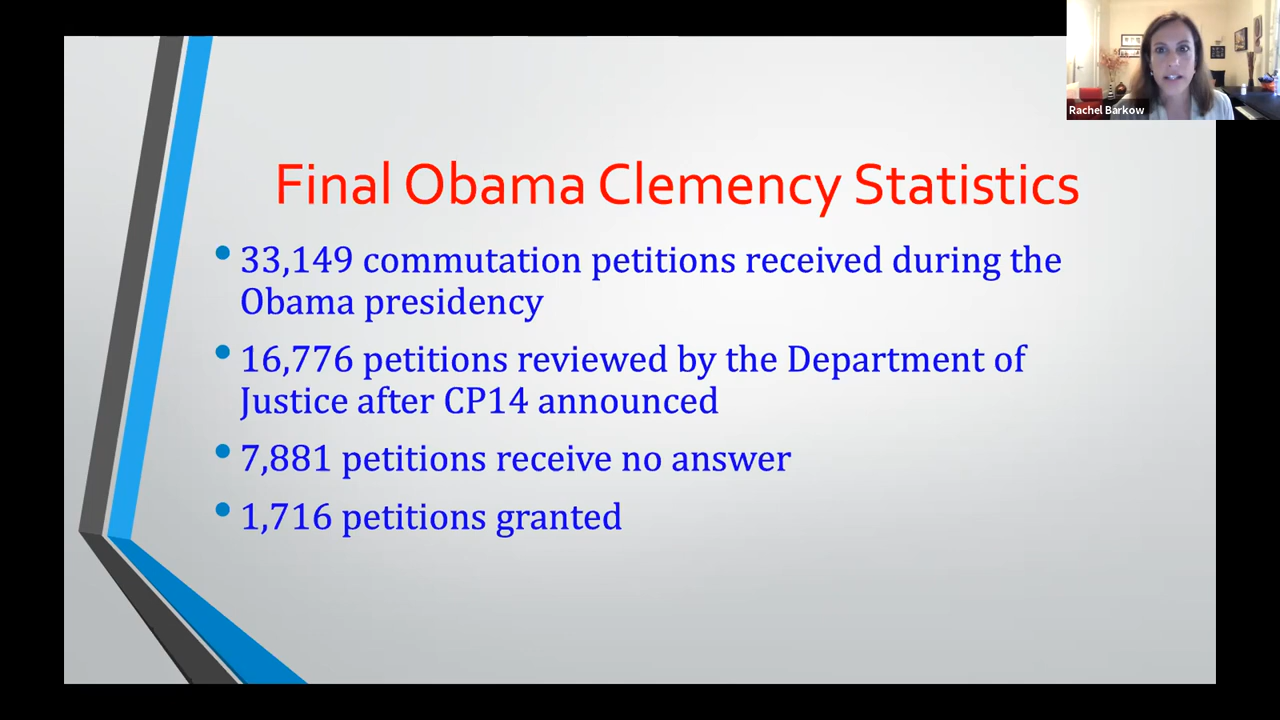 Rachel Barkow
Final Obama Clemency Statistics
• 33,149 commutation petitions received during the
Obama presidency
• 16,776 petitions reviewed by the Department of
Justice after CP14 announced
• 7,881 petitions receive no answer
• 1,716 petitions granted